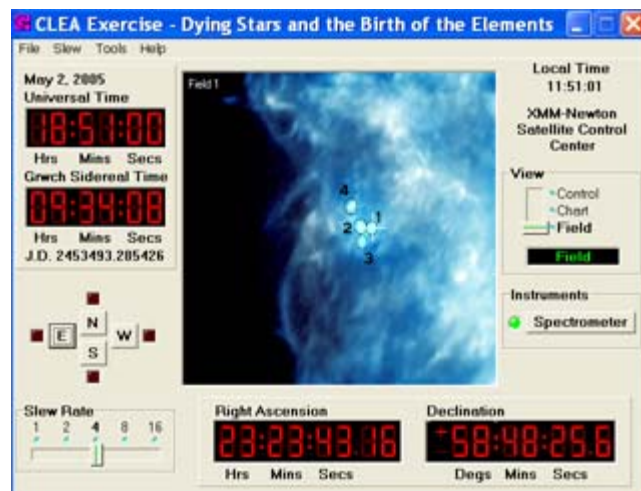 CLEA Exercise - Dying Stars and the Birth of the Elements
File Slew Tools Help
May 2, 2005
Universal Time
18:51:00
Hrs Mins Secs
Grwch Sidereal Time
09:34:08
Hrs Mins Secs
J.D. 2453493.285426
N
E W
S
Slew Rate
1 2 4 8 16
Field 1
4
1
2
3
Local Time
11:51:01
XMM-Newton
Satellite Control
Center
View
Control
Chart
Field
Field
Instruments
Spectrometer
Right Ascension
23:23:43.16
Hrs Mins Secs
Declination
+58:48:25.6
Degs Mins Secs